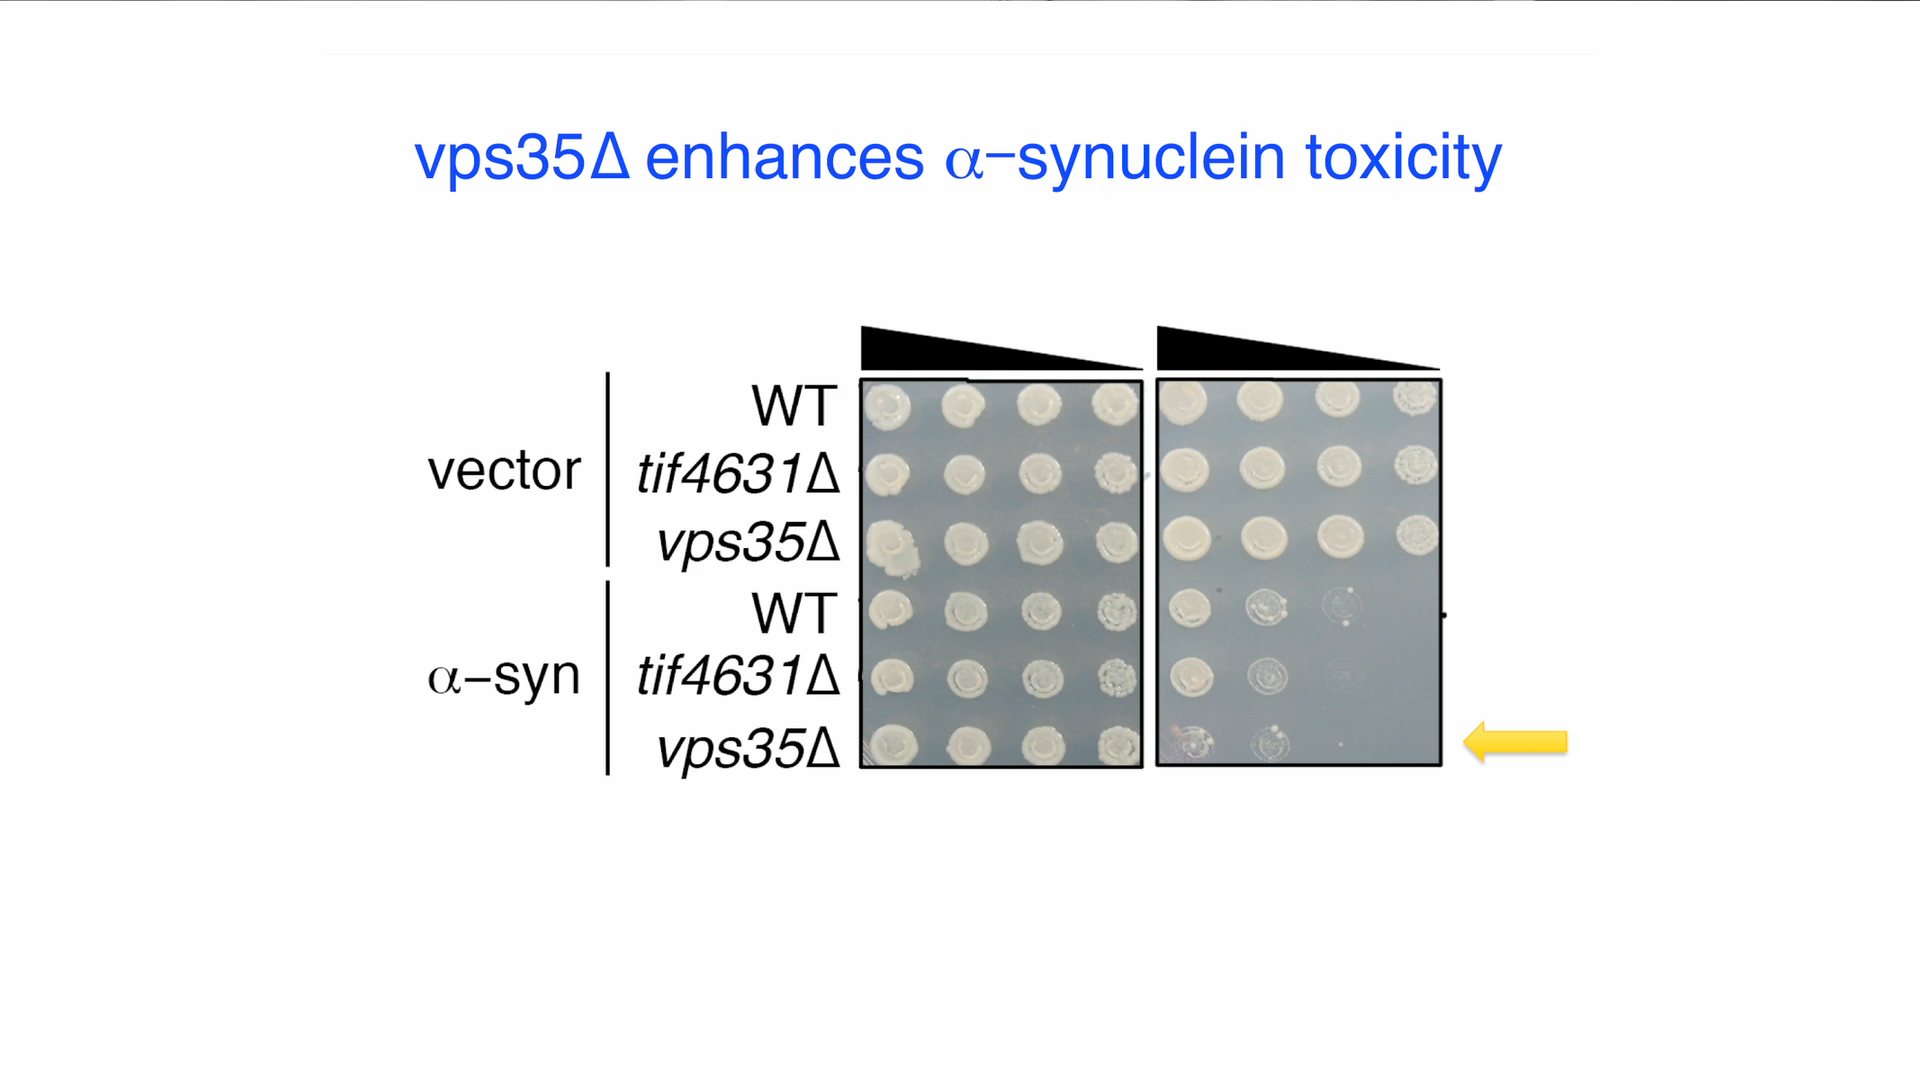 vps35Δ enhances α–synuclein toxicity
vector
WT
tif4631Δ
vps35Δ
α–syn
WT
tif4631Δ
vps35Δ